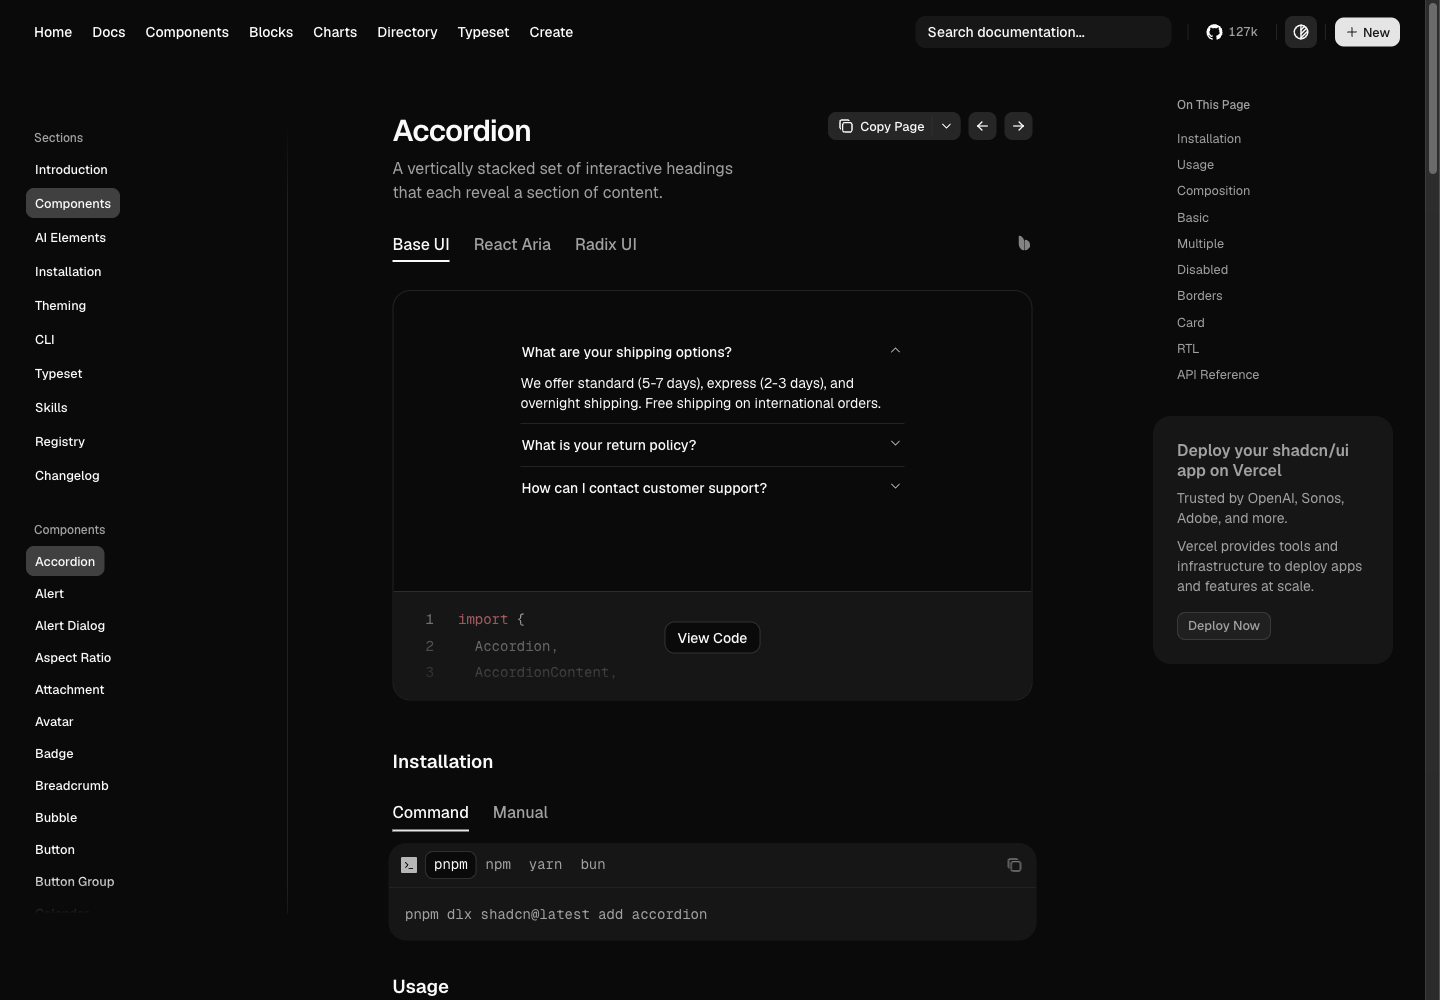 Home
Docs
Components
Blocks
Charts
Directory
Typeset
Create
Search documentation...
127k
New
Sections
Introduction
Components
AI Elements
Installation
Theming
CLI
Typeset
Skills
Registry
Changelog
Components
Accordion
Alert
Alert Dialog
Aspect Ratio
Attachment
Avatar
Badge
Breadcrumb
Bubble
Button
Button Group
Calendar
Accordion
Copy Page
A vertically stacked set of interactive headings
that each reveal a section of content.
Base UI
React Aria
Radix UI
What are your shipping options?
We offer standard (5-7 days), express (2-3 days), and
overnight shipping. Free shipping on international orders.
What is your return policy?
How can I contact customer support?
1 import {
2 Accordion,
3 AccordionContent,
View Code
Installation
Command
Manual
pnpm
npm
yarn
bun
pnpm dlx shadcn@latest add accordion
Usage
On This Page
Installation
Usage
Composition
Basic
Multiple
Disabled
Borders
Card
RTL
API Reference
Deploy your shadcn/ui
app on Vercel
Trusted by OpenAI, Sonos,
Adobe, and more.
Vercel provides tools and
infrastructure to deploy apps
and features at scale.
Deploy Now